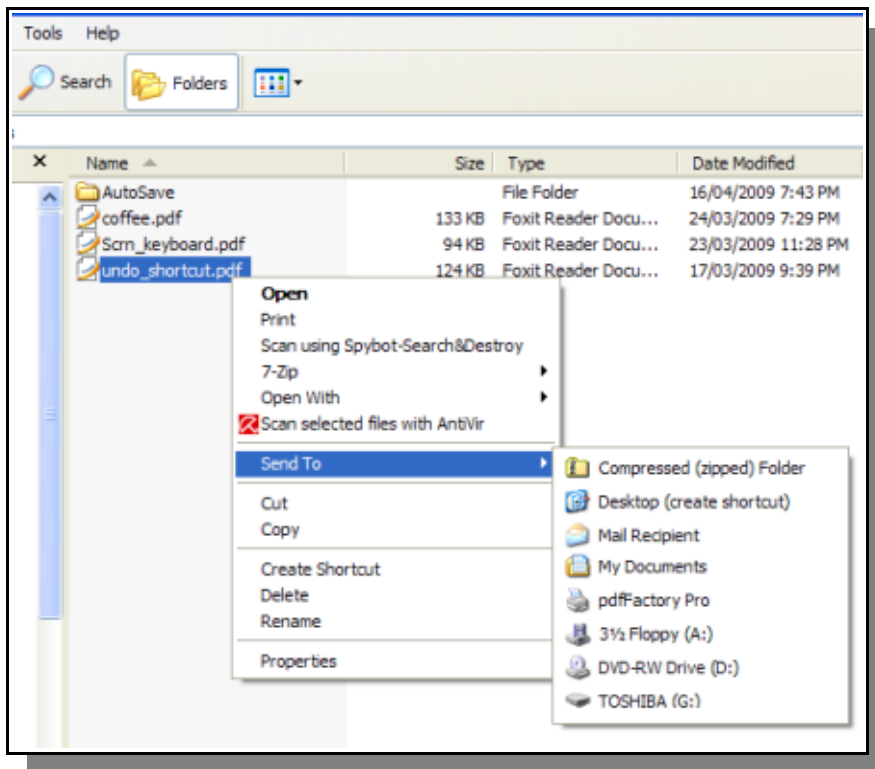 Tools Help
Search Folders
Name Size Type Date Modified
AutoSave File Folder 16/04/2009 7:43 PM
coffee.pdf 133 KB Foxit Reader Docu... 24/03/2009 7:29 PM
Scrn_keyboard.pdf 94 KB Foxit Reader Docu... 23/03/2009 11:28 PM
undo_shortcut.pdf 124 KB Foxit Reader Docu... 17/03/2009 9:39 PM
Open
Print
Scan using Spybot-Search&Destroy
7-Zip
Open With
Scan selected files with AntiVir
Send To
Cut
Copy
Create Shortcut
Delete
Rename
Properties
Compressed (zipped) Folder
Desktop (create shortcut)
Mail Recipient
My Documents
pdfFactory Pro
3½ Floppy (A:)
DVD-RW Drive (D:)
TOSHIBA (G:)